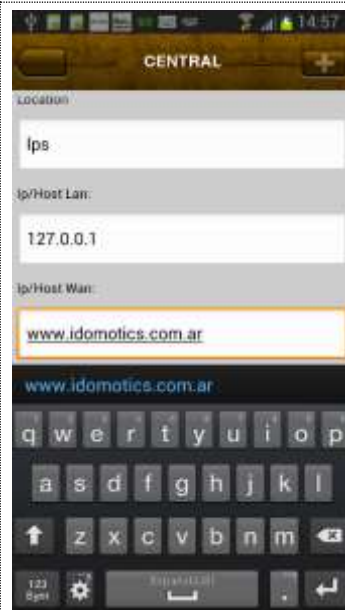 14:57
CENTRAL
Location
Ips
Ip/Host Lan:
127.0.0.1
Ip/Host Wan:
www.idomotics.com.ar
www.idomotics.com.ar
q w e r t y u i o p
a s d f g h j k l
z x c v b n m
123
Sym
.